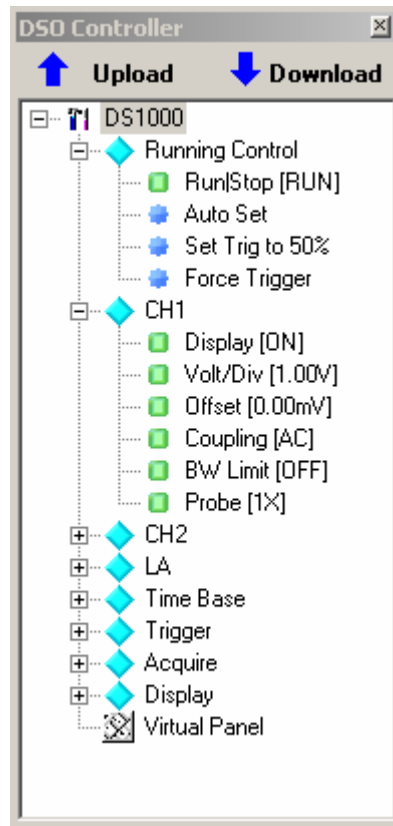 DSO Controller
Upload Download
DS1000
Running Control
Run|Stop [RUN]
Auto Set
Set Trig to 50%
Force Trigger
CH1
Display [ON]
Volt/Div [1.00V]
Offset [0.00mV]
Coupling [AC]
BW Limit [OFF]
Probe [1X]
CH2
LA
Time Base
Trigger
Acquire
Display
Virtual Panel